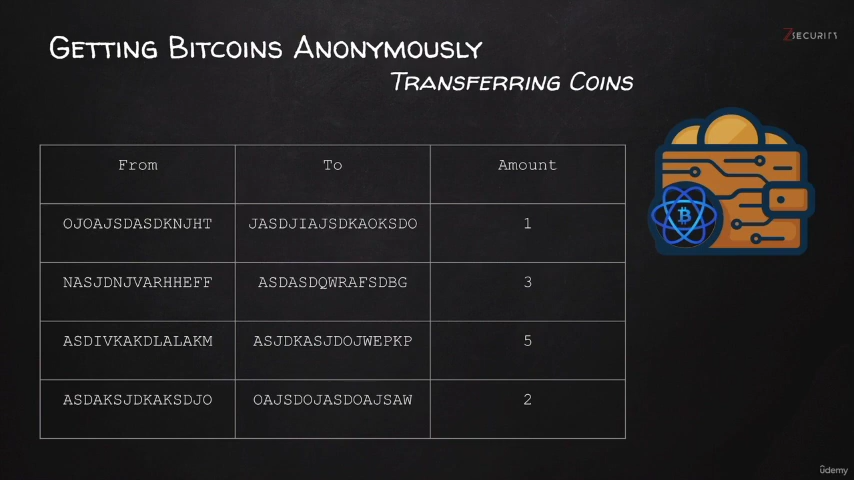 Getting Bitcoins Anonymously
Transferring Coins
ZSECURITY
From To Amount
OJOAJSDASDKNJHT JASDJIAJSDKAOKSDO 1
NASJDNJVARHHEFF ASDASDQWRAFSDBG 3
ASDIVKAKDLALAKM ASJDKASJDOJWEPKP 5
ASDAKSJDKAKSDJO OAJSDOJASDOAJSAW 2
udemy